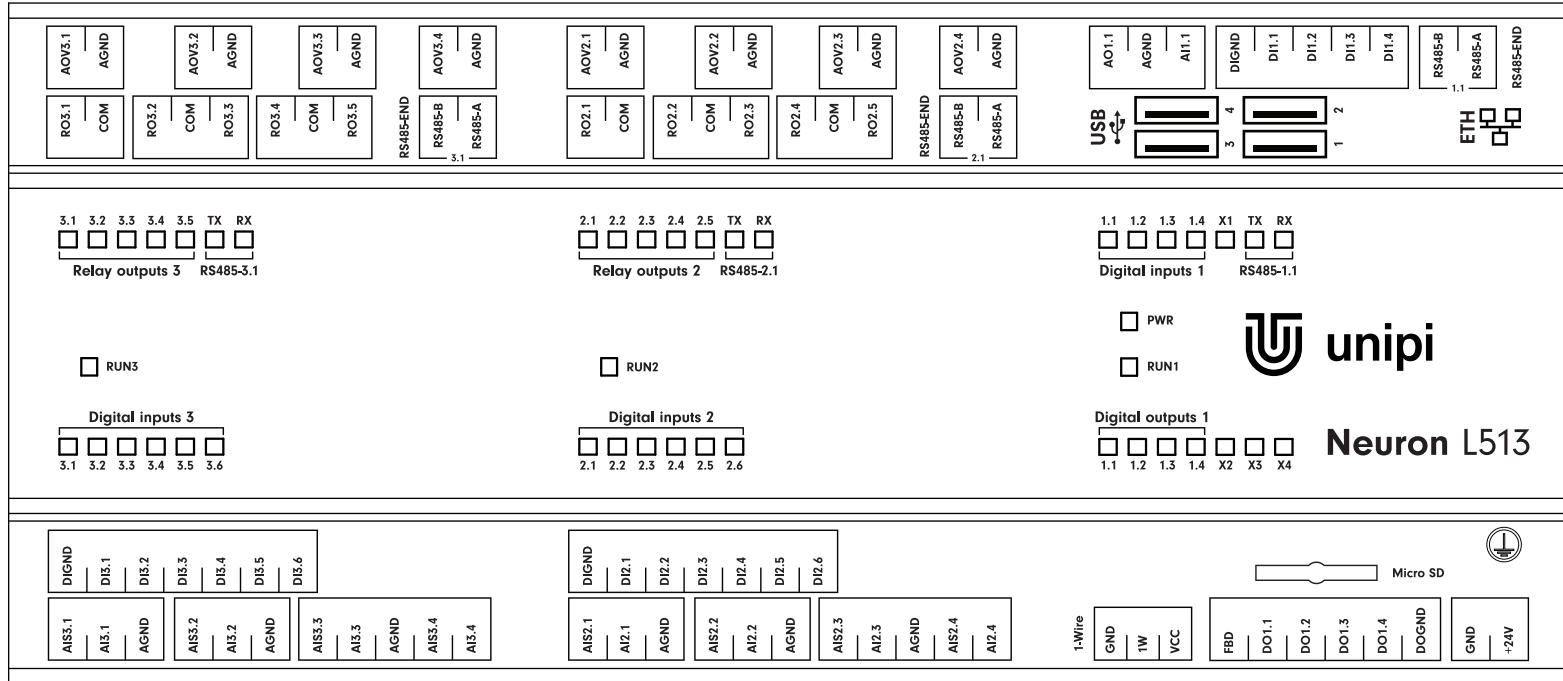 AOV3.1 AGND AOV3.2 AGND AOV3.3 AGND AOV3.4 AGND AOV2.1 AGND AOV2.2 AGND AOV2.3 AGND AOV2.4 AGND AO1.1 AGND AI1.1 DIGND DI1.1 DI1.2 DI1.3 DI1.4 RS485-B RS485-A RS485-END
1.1
RO3.1 COM RO3.2 COM RO3.3 RO3.4 COM RO3.5 RS485-END RS485-B RS485-A RO2.1 COM RO2.2 COM RO2.3 RO2.4 COM RO2.5 RS485-END RS485-B RS485-A USB 4 2 ETH
3 1
3.1 2.1
3.1 3.2 3.3 3.4 3.5 TX RX 2.1 2.2 2.3 2.4 2.5 TX RX 1.1 1.2 1.3 1.4 X1 TX RX
Relay outputs 3 RS485-3.1 Relay outputs 2 RS485-2.1 Digital inputs 1 RS485-1.1
PWR
unipi
RUN3 RUN2 RUN1
Digital inputs 3 Digital inputs 2 Digital outputs 1
Neuron L513
3.1 3.2 3.3 3.4 3.5 3.6 2.1 2.2 2.3 2.4 2.5 2.6 1.1 1.2 1.3 1.4 X2 X3 X4
DIGND DI3.1 DI3.2 DI3.3 DI3.4 DI3.5 DI3.6 DIGND DI2.1 DI2.2 DI2.3 DI2.4 DI2.5 DI2.6
Micro SD
AIS3.1 AI3.1 AGND AIS3.2 AI3.2 AGND AIS3.3 AI3.3 AGND AIS3.4 AI3.4 AIS2.1 AI2.1 AGND AIS2.2 AI2.2 AGND AIS2.3 AI2.3 AGND AIS2.4 AI2.4 1-Wire GND 1W VCC FBD DO1.1 DO1.2 DO1.3 DO1.4 DOGND GND +24V